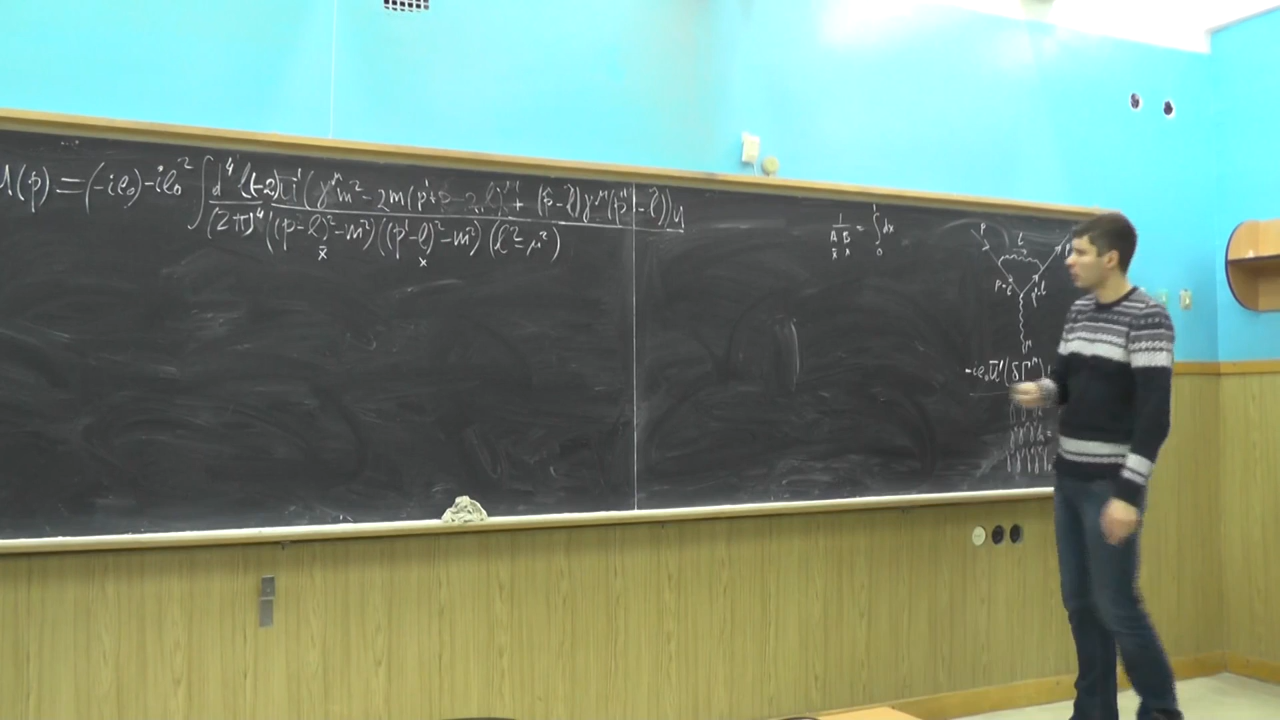 u(p) = (-ie₀)-ie₀² ∫ d⁴l(-2)ū'(γ^μ m² - 2m(p'+p-2l)^μ + (p̂-l̂)γ^μ(p̂'-l̂))u
(2π)⁴((p-l)²-m²)((p'-l)²-m²)(l²-μ²)
x̄ x
1/AB = ∫₀¹ dx
x̄ x
p l
p-l p'-l
μ
-ie₀ū'(δΓ^μ)